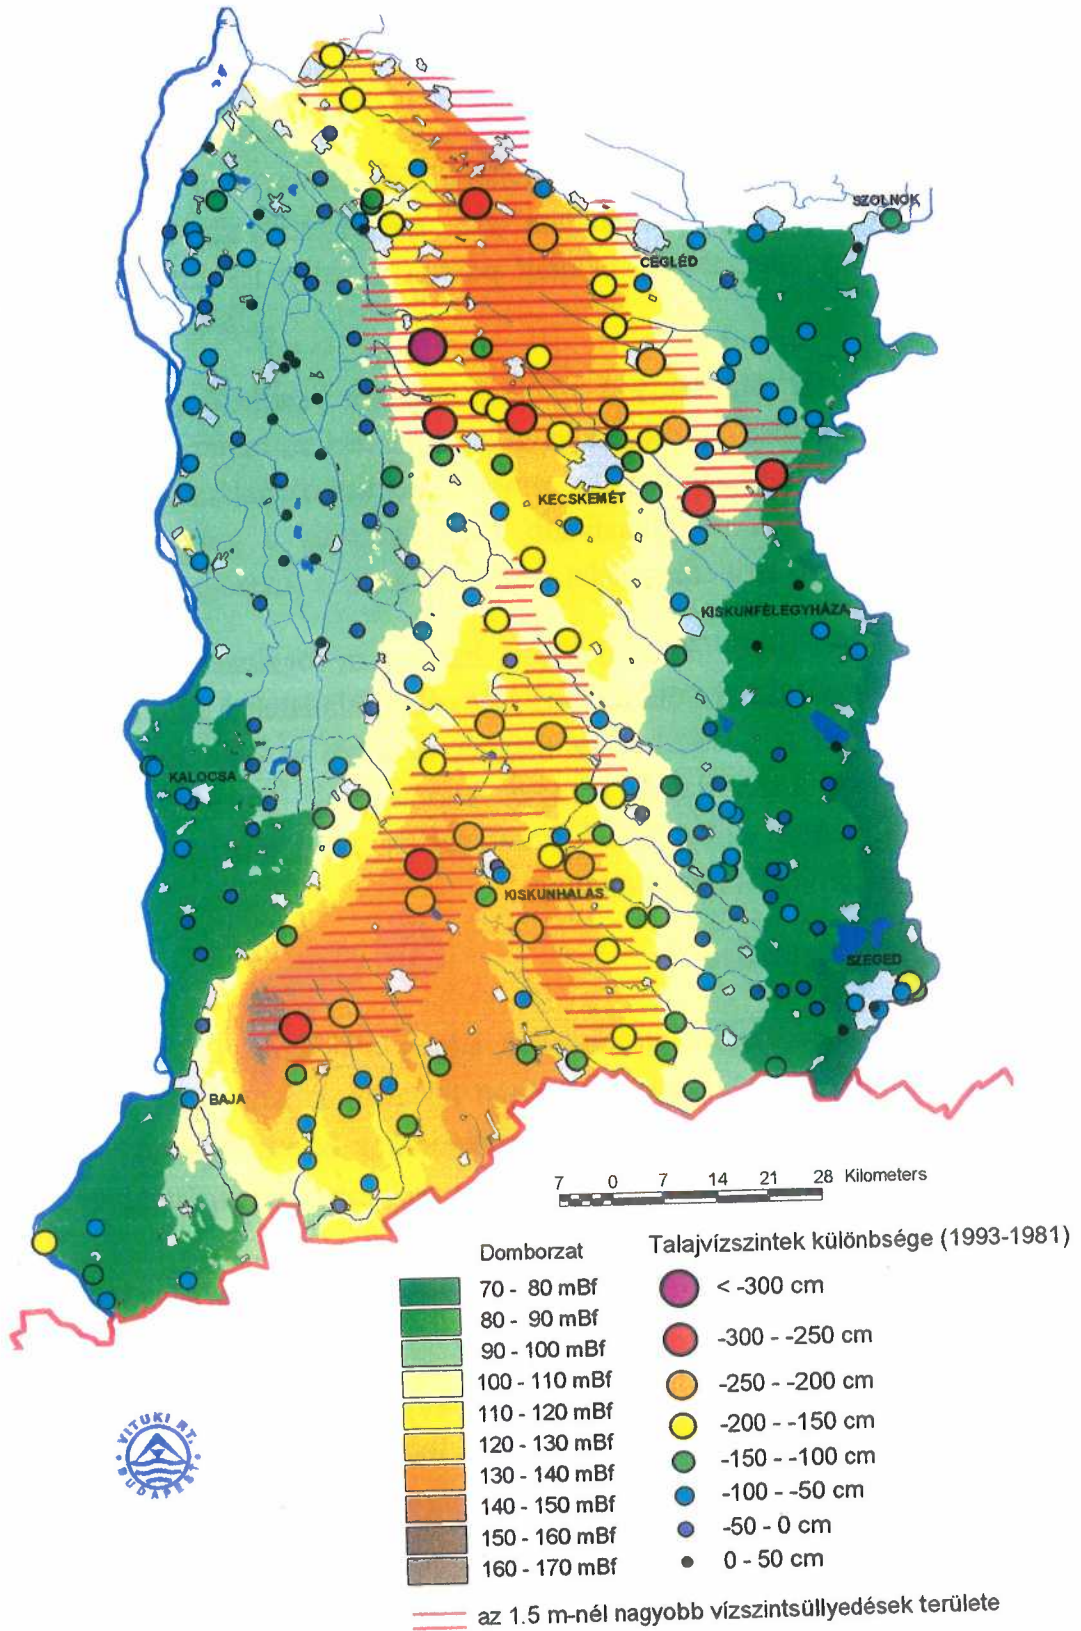 SZOLNOK
CEGLÉD
KECSKEMÉT
KISKUNFÉLEGYHÁZA
KALOCSA
KISKUNHALAS
SZEGED
BAJA
7 0 7 14 21 28 Kilometers
Domborzat
70 - 80 mBf
80 - 90 mBf
90 - 100 mBf
100 - 110 mBf
110 - 120 mBf
120 - 130 mBf
130 - 140 mBf
140 - 150 mBf
150 - 160 mBf
160 - 170 mBf
Talajvízszintek különbsége (1993-1981)
< -300 cm
-300 - -250 cm
-250 - -200 cm
-200 - -150 cm
-150 - -100 cm
-100 - -50 cm
-50 - 0 cm
0 - 50 cm
az 1.5 m-nél nagyobb vízszintsüllyedések területe
VITUKI RT.
BUDAPEST